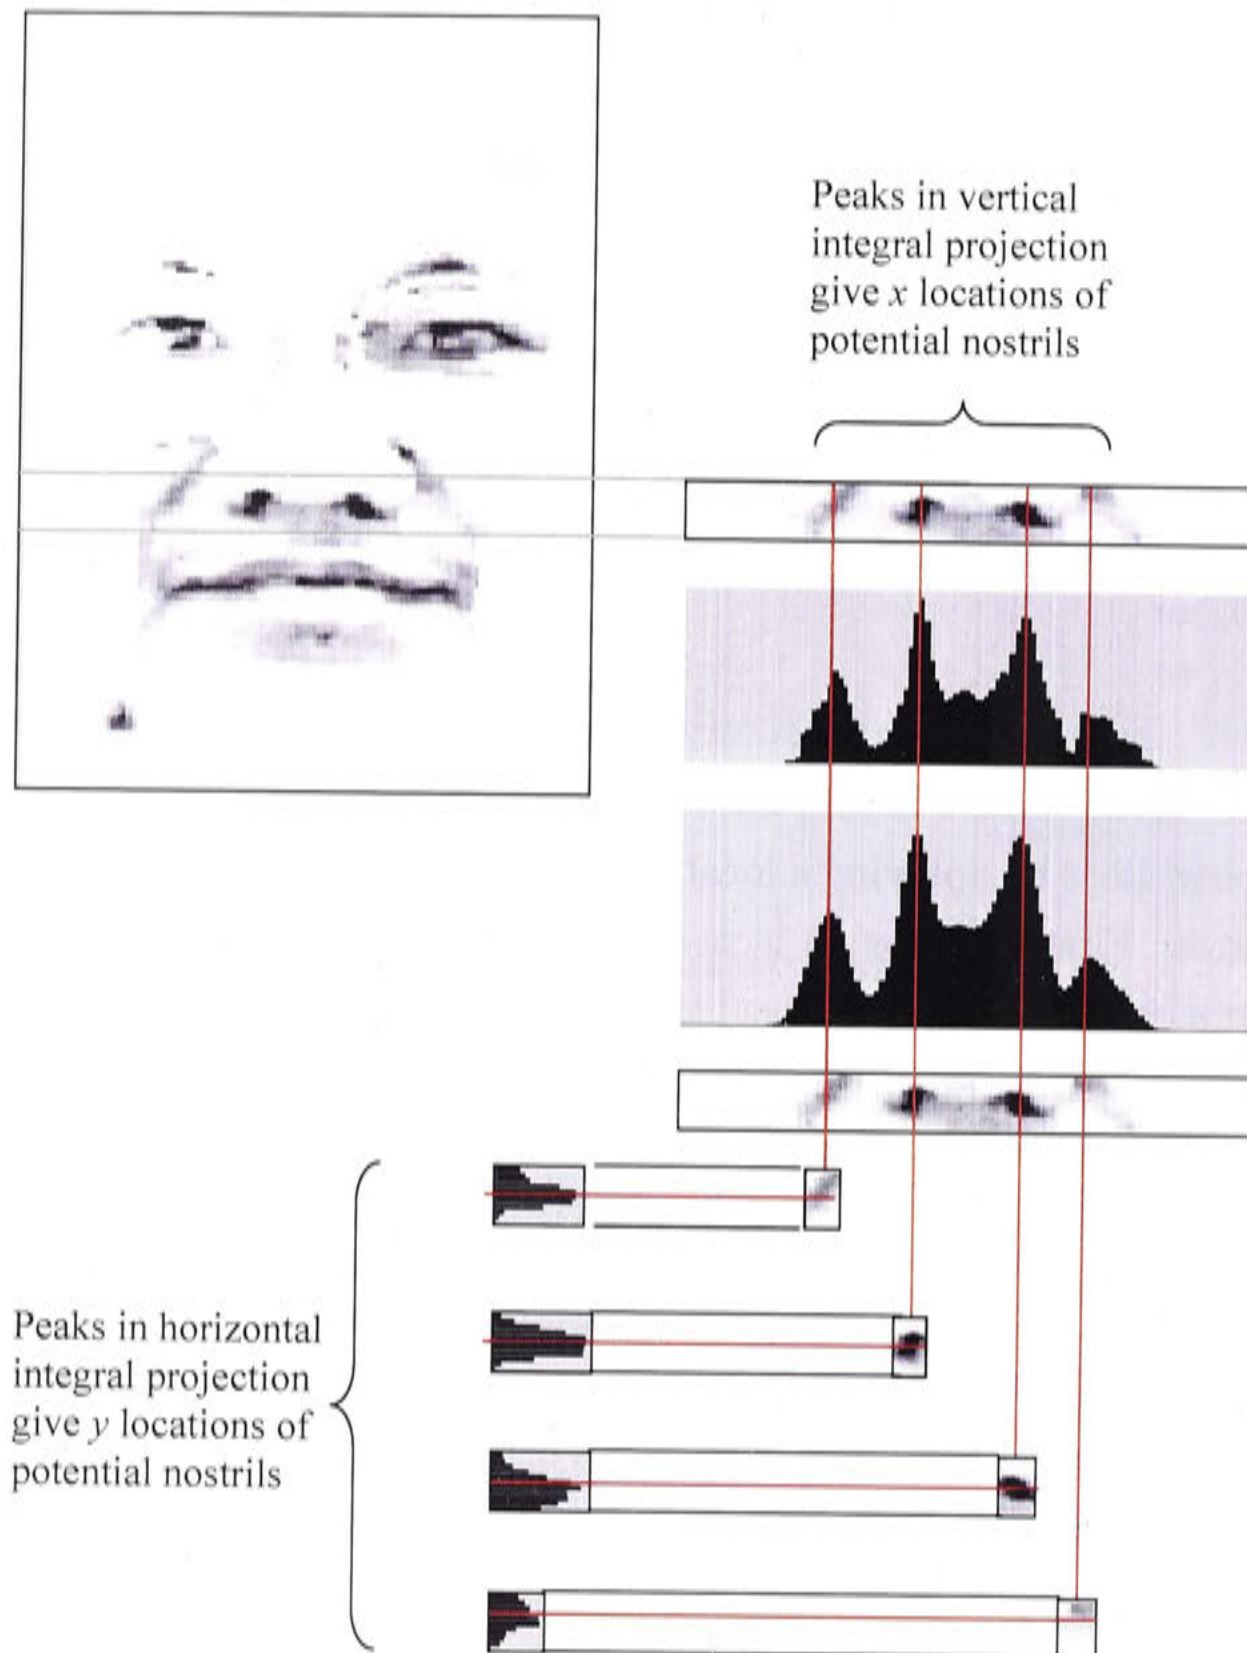 Peaks in vertical
integral projection
give x locations of
potential nostrils
Peaks in horizontal
integral projection
give y locations of
potential nostrils